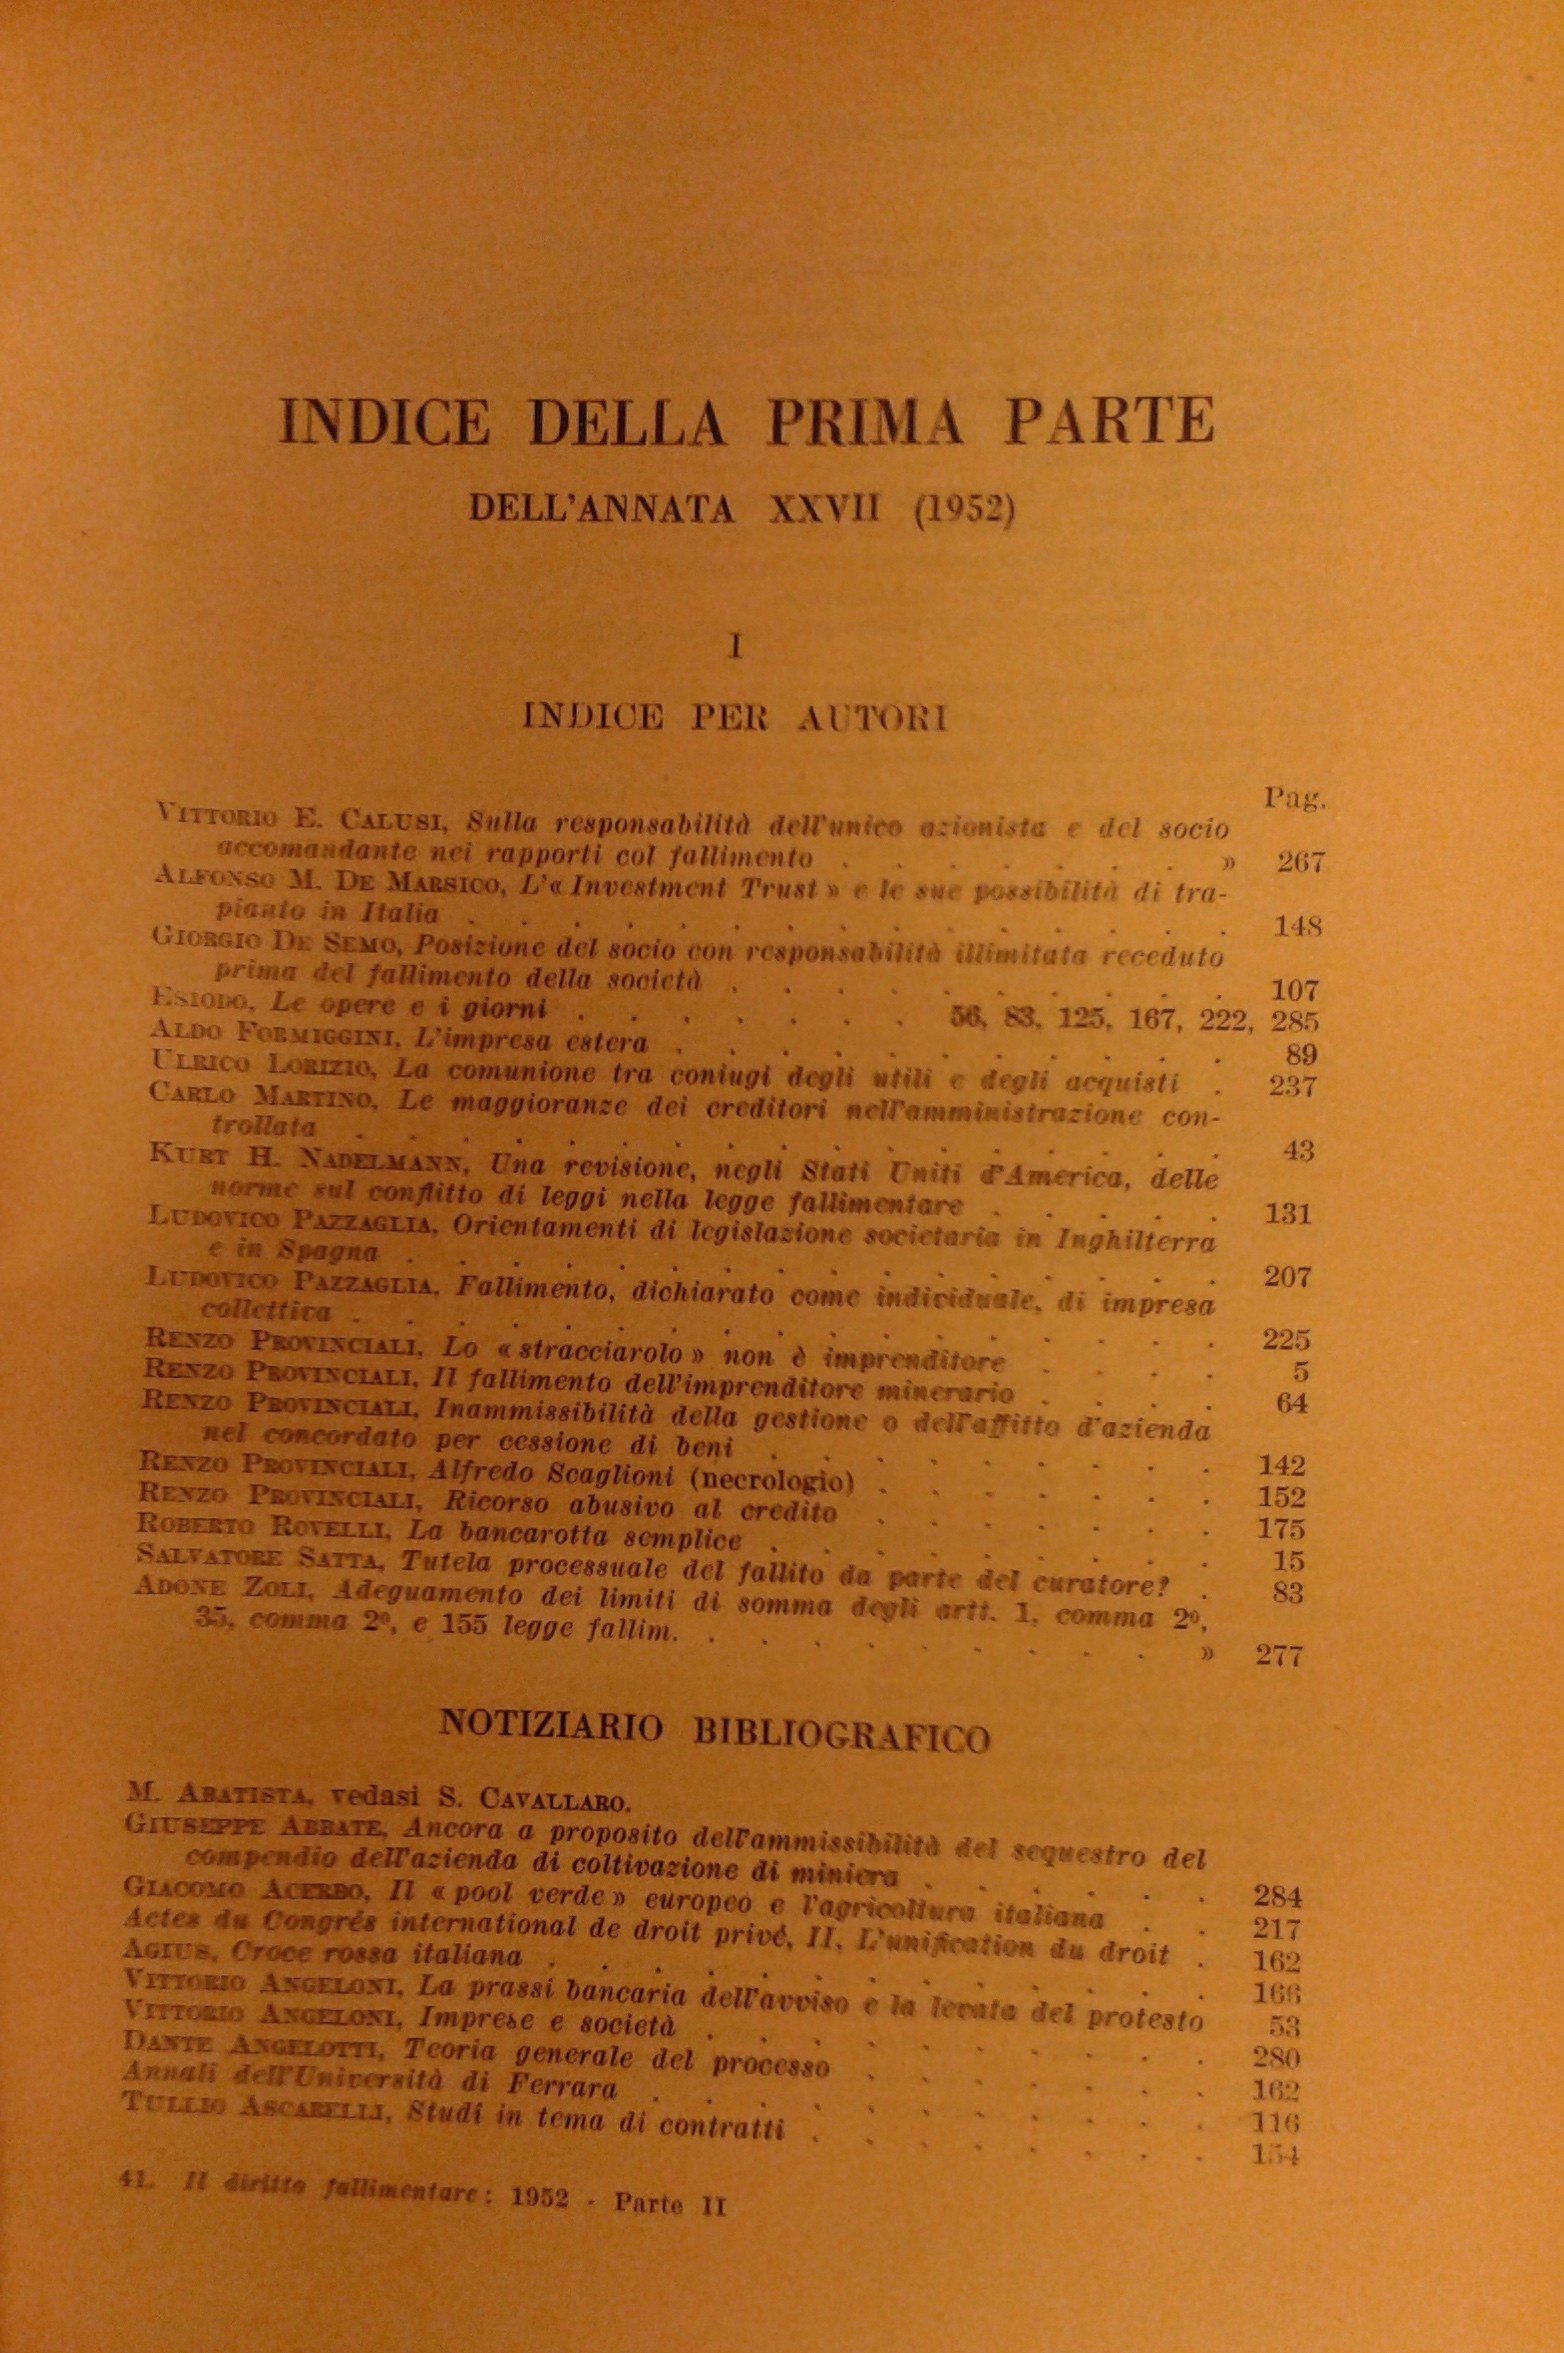 INDICE DELLA PRIMA PARTE
DELL'ANNATA XXVII (1952)
I
INDICE PER AUTORI
Pag.
VITTORIO E. CALUSI, Sulla responsabilità dell'unico azionista e del socio
accomandante nei rapporti col fallimento . . . . . . . » 267
ALFONSO M. DE MARSICO, L'« Investment Trust » e le sue possibilità di tra-
pianto in Italia . . . . . . . . . . . . . . . 148
GIORGIO DE SEMO, Posizione del socio con responsabilità illimitata receduto
prima del fallimento della società . . . . . . . . . . 107
ESIODO, Le opere e i giorni . . . . . . . 56, 83, 125, 167, 222, 285
ALDO FORMIGGINI, L'impresa estera . . . . . . . . . . . 89
ULRICO LORIZIO, La comunione tra coniugi degli utili e degli acquisti . 237
CARLO MARTINO, Le maggioranze dei creditori nell'amministrazione con-
trollata . . . . . . . . . . . . . . . . . 43
KURT H. NADELMANN, Una revisione, negli Stati Uniti d'America, delle
norme sul conflitto di leggi nella legge fallimentare . . . . . 131
LUDOVICO PAZZAGLIA, Orientamenti di legislazione societaria in Inghilterra
e in Spagna . . . . . . . . . . . . . . . . 207
LUDOVICO PAZZAGLIA, Fallimento, dichiarato come individuale, di impresa
collettiva . . . . . . . . . . . . . . . . . 225
RENZO PROVINCIALI, Lo « stracciarolo » non è imprenditore . . . . 5
RENZO PROVINCIALI, Il fallimento dell'imprenditore minerario . . . . 64
RENZO PROVINCIALI, Inammissibilità della gestione o dell'affitto d'azienda
nel concordato per cessione di beni . . . . . . . . . 142
RENZO PROVINCIALI, Alfredo Scaglioni (necrologio) . . . . . . . 152
RENZO PROVINCIALI, Ricorso abusivo al credito . . . . . . . 175
ROBERTO ROVELLI, La bancarotta semplice . . . . . . . . . 15
SALVATORE SATTA, Tutela processuale del fallito da parte del curatore? . 83
ADONE ZOLI, Adeguamento dei limiti di somma degli artt. 1, comma 2º,
35, comma 2º, e 155 legge fallim. . . . . . . . . . » 277
NOTIZIARIO BIBLIOGRAFICO
M. ABATISTA, vedasi S. CAVALLARO.
GIUSEPPE ABBATE, Ancora a proposito dell'ammissibilità del sequestro del
compendio dell'azienda di coltivazione di miniera . . . . . . 284
GIACOMO ACERBO, Il « pool verde » europeo e l'agricoltura italiana . . 217
Actes du Congrés international de droit privé, II, L'unification du droit . 162
AGIUS, Croce rossa italiana . . . . . . . . . . . . . 166
VITTORIO ANGELONI, La prassi bancaria dell'avviso e la levata del protesto 53
VITTORIO ANGELONI, Imprese e società . . . . . . . . . . 280
DANTE ANGELOTTI, Teoria generale del processo . . . . . . . 162
Annali dell'Università di Ferrara . . . . . . . . . . . 116
TULLIO ASCARELLI, Studî in tema di contratti . . . . . . . . 154
41. Il diritto fallimentare: 1952 - Parte II